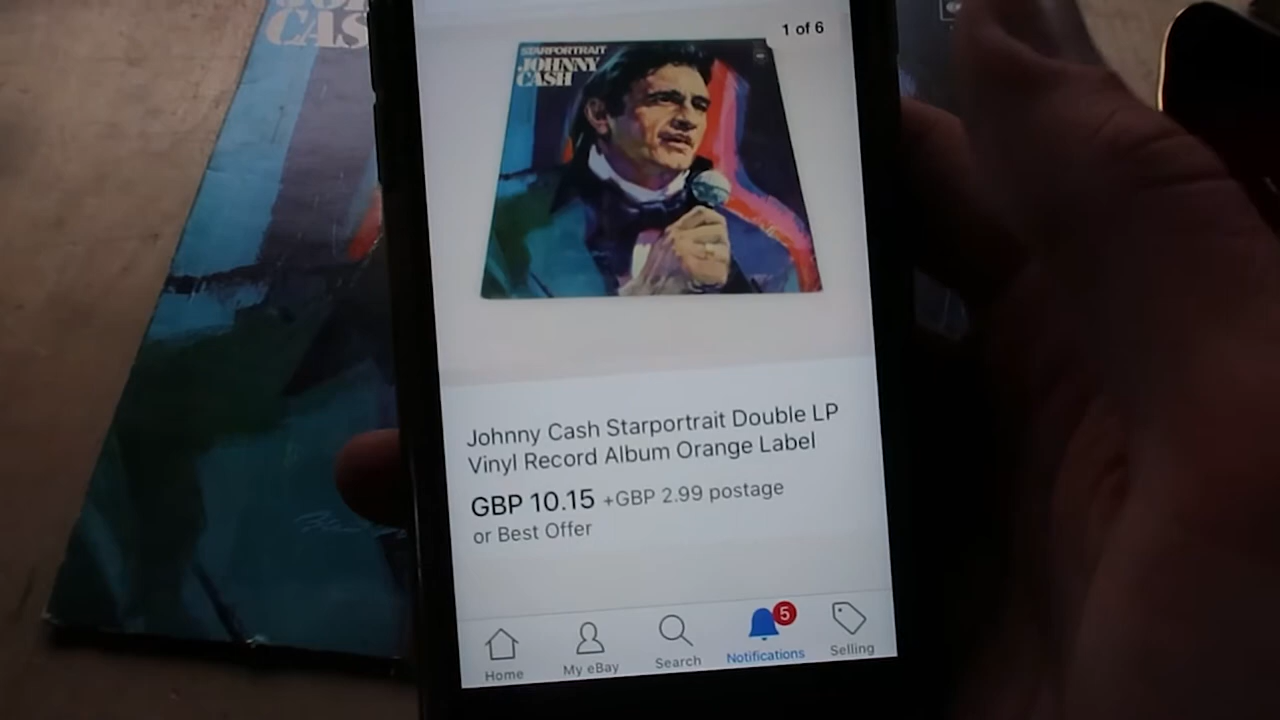 CAS
1 of 6
STARPORTRAIT
JOHNNY
CASH
Johnny Cash Starportrait Double LP
Vinyl Record Album Orange Label
GBP 10.15 +GBP 2.99 postage
or Best Offer
5
Home
My eBay
Search
Notifications
Selling